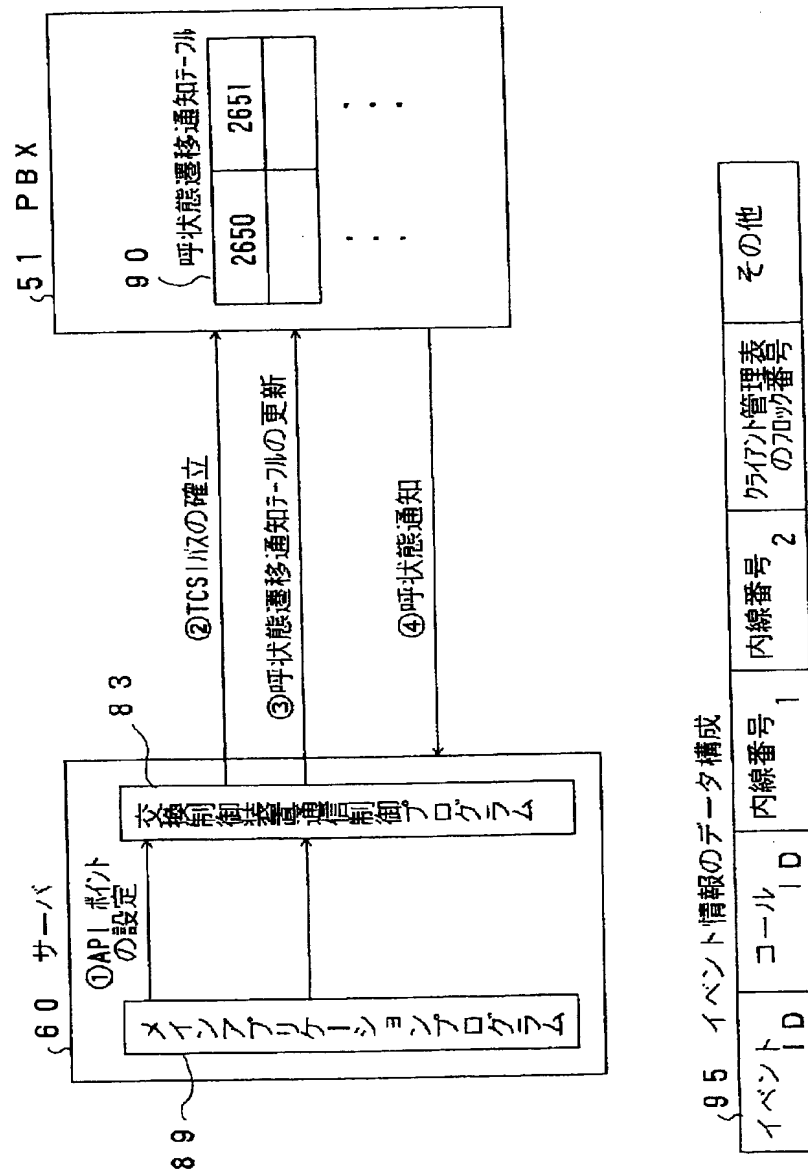 60 サーバ
51 PBX
①APIポイント
の設定
83
89
メインアプリケーションプログラム
交換制御装置通信制御プログラム
②TCSIパスの確立
③呼状態遷移通知テーブルの更新
④呼状態通知
90
呼状態遷移通知テーブル
2650
2651
95 イベント情報のデータ構成
イベント
ID
コール
ID
内線番号
1
内線番号
2
クライアント管理表
のブロック番号
その他